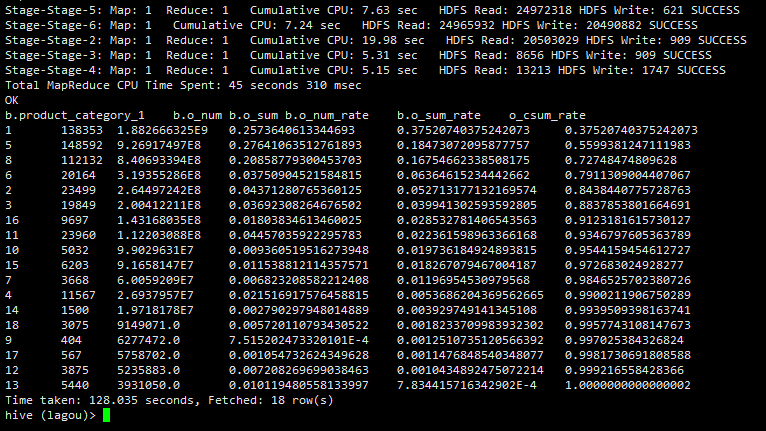 Stage-Stage-5: Map: 1  Reduce: 1   Cumulative CPU: 7.63 sec   HDFS Read: 24972318 HDFS Write: 621 SUCCESS
Stage-Stage-6: Map: 1   Cumulative CPU: 7.24 sec   HDFS Read: 24965932 HDFS Write: 20490882 SUCCESS
Stage-Stage-2: Map: 1  Reduce: 1   Cumulative CPU: 19.98 sec   HDFS Read: 20503029 HDFS Write: 909 SUCCESS
Stage-Stage-3: Map: 1  Reduce: 1   Cumulative CPU: 5.31 sec   HDFS Read: 8656 HDFS Write: 909 SUCCESS
Stage-Stage-4: Map: 1  Reduce: 1   Cumulative CPU: 5.15 sec   HDFS Read: 13213 HDFS Write: 1747 SUCCESS
Total MapReduce CPU Time Spent: 45 seconds 310 msec
OK
b.product_category_1    b.o_num b.o_sum b.o_num_rate    b.o_sum_rate    o_csum_rate
1       138353  1.882666325E9   0.2573640613344693      0.37520740375242073     0.37520740375242073
5       148592  9.26917497E8    0.27641063512761893     0.18473072095877757     0.5599381247111983
8       112132  8.40693394E8    0.20858779300453703     0.16754662338508175     0.72748474809628
6       20164   3.19355286E8    0.03750904521584815     0.06364615234442662     0.7911309004407067
2       23499   2.64497242E8    0.04371280765360125     0.052713177132169574    0.8438440775728763
3       19849   2.00412211E8    0.03692308264676502     0.039941302593592805    0.8837853801664691
16      9697    1.43168035E8    0.01803834613460025     0.028532781406543563    0.9123181615730127
11      23960   1.12203088E8    0.04457035922295783     0.022361598963366168    0.9346797605363789
10      5032    9.9029631E7     0.009360519516273948    0.019736184924893815    0.9544159454612727
15      6203    9.1658147E7     0.011538812114357571    0.018267079467004187    0.972683024928277
7       3668    6.0059209E7     0.006823208582212408    0.01196954530979568     0.9846525702380726
4       11567   2.6937957E7     0.021516917576458815    0.0053686204369562665   0.9900211906750289
14      1500    1.9718178E7     0.002790297948014889    0.003929749141345108    0.9939509398163741
18      3075    9149071.0       0.005720110793430522    0.0018233709983932302   0.9957743108147673
9       404     6277472.0       7.515202473320101E-4    0.0012510735120566392   0.997025384326824
17      567     5758702.0       0.001054732624349628    0.0011476848540348077   0.9981730691808588
12      3875    5235883.0       0.007208269699038463    0.0010434892475072214   0.999216558428366
13      5440    3931050.0       0.010119480558133997    7.834415716342902E-4    1.0000000000000002
Time taken: 128.035 seconds, Fetched: 18 row(s)
hive (lagou)>